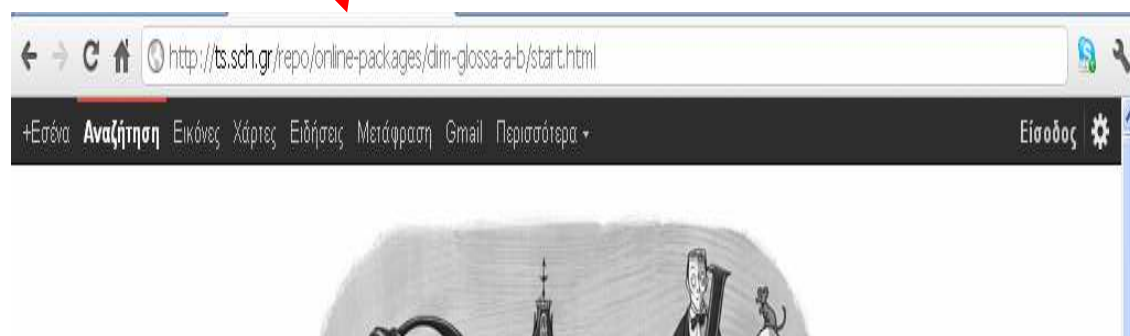 http://ts.sch.gr/repo/online-packages/dim-glossa-a-b/start.html
+Εσένα Αναζήτηση Εικόνες Χάρτες Ειδήσεις Μετάφραση Gmail Περισσότερα Είσοδος